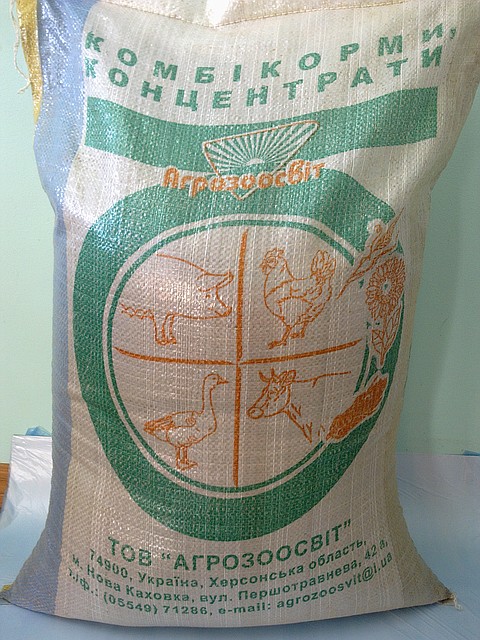 КОМБІКОРМИ,
КОНЦЕНТРАТИ
Агрозоосвіт
ТОВ "АГРОЗООСВІТ"
74900, Україна, Херсонська область,
м. Нова Каховка, вул. Першотравнева, 42 а,
т./ф.: (05549) 71286, e-mail: agrozoosvit@i.ua